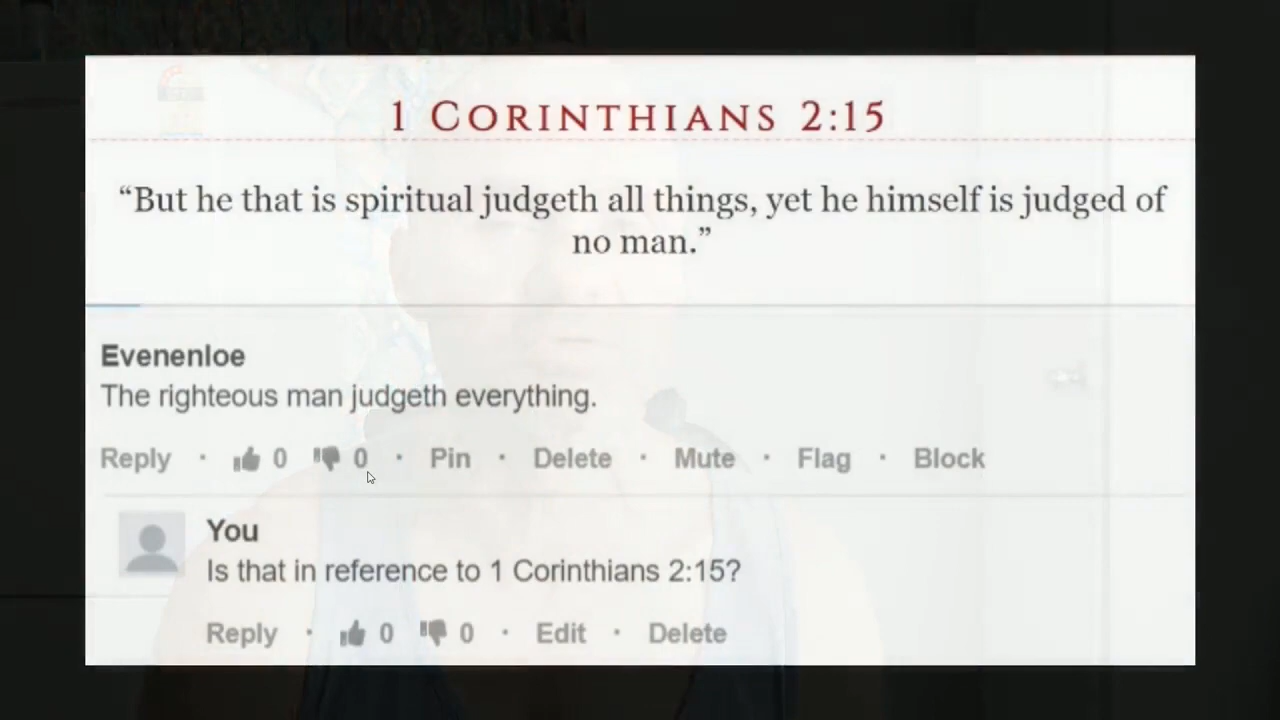 1 Corinthians 2:15
“But he that is spiritual judgeth all things, yet he himself is judged of
no man.”
Evenenloe
The righteous man judgeth everything.
Reply · 0 0 · Pin · Delete · Mute · Flag · Block
You
Is that in reference to 1 Corinthians 2:15?
Reply · 0 0 · Edit · Delete